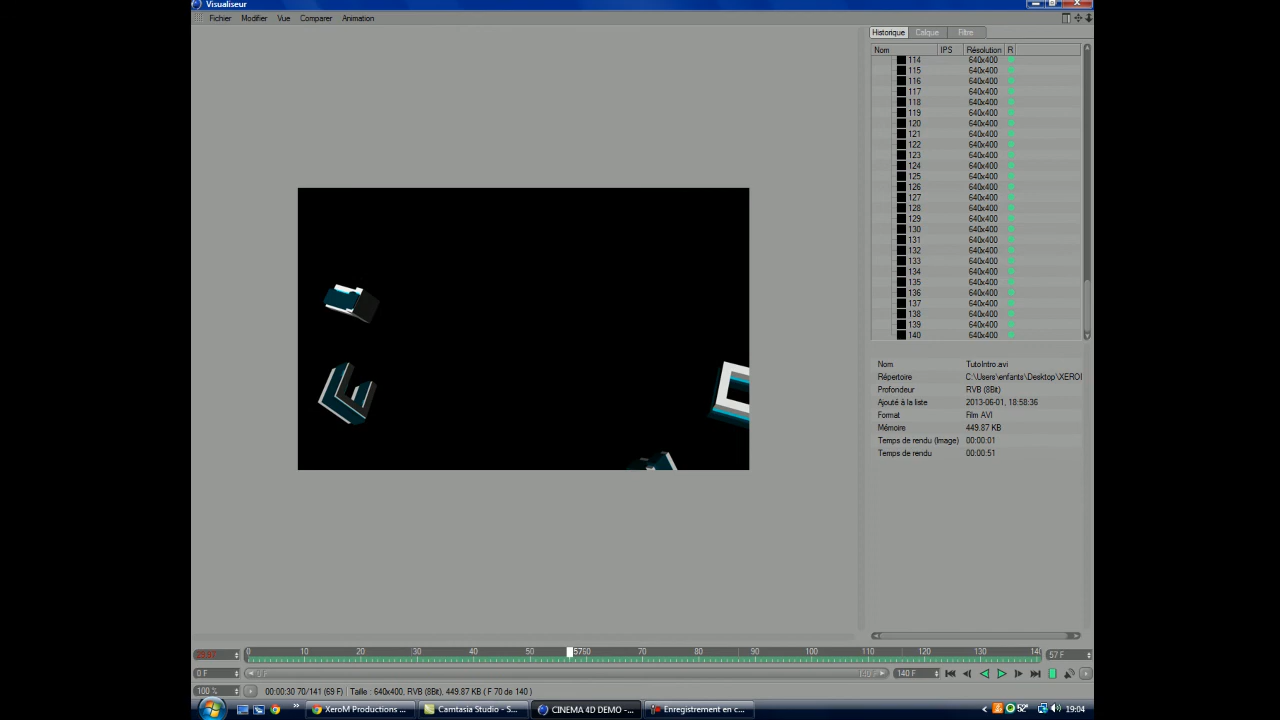 Visualiseur
Fichier Modifier Vue Comparer Animation
Historique Calque Filtre
Nom IPS Résolution R
114 640x400
115 640x400
116 640x400
117 640x400
118 640x400
119 640x400
120 640x400
121 640x400
122 640x400
123 640x400
124 640x400
125 640x400
126 640x400
127 640x400
128 640x400
129 640x400
130 640x400
131 640x400
132 640x400
133 640x400
134 640x400
135 640x400
136 640x400
137 640x400
138 640x400
139 640x400
140 640x400
Nom TutoIntro.avi
Répertoire C:\Users\enfants\Desktop\XEROI
Profondeur RVB (8Bit)
Ajouté à la liste 2013-06-01, 18:58:36
Format Film AVI
Mémoire 449.87 KB
Temps de rendu (Image) 00:00:01
Temps de rendu 00:00:51
0 10 20 30 40 50 5760 70 80 90 100 110 120 130 14 57 F
0 F 0 F 140 F 140 F
100 % 00:00:30 70/141 (69 F) Taille : 640x400, RVB (8Bit), 449.87 KB ( F 70 de 140 )
XeroM Productions ... Camtasia Studio - S... CINEMA 4D DEMO -... Enregistrement en c... 52° 19:04